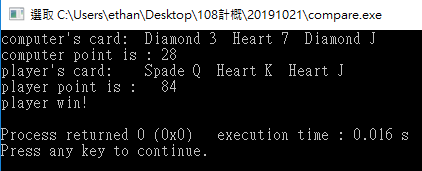 選取 C:\Users\ethan\Desktop\108計概\20191021\compare.exe
computer's card:  Diamond 3  Heart 7  Diamond J
computer point is : 28
player's card:    Spade Q  Heart K  Heart J
player point is :   84
player win!
Process returned 0 (0x0)   execution time : 0.016 s
Press any key to continue.